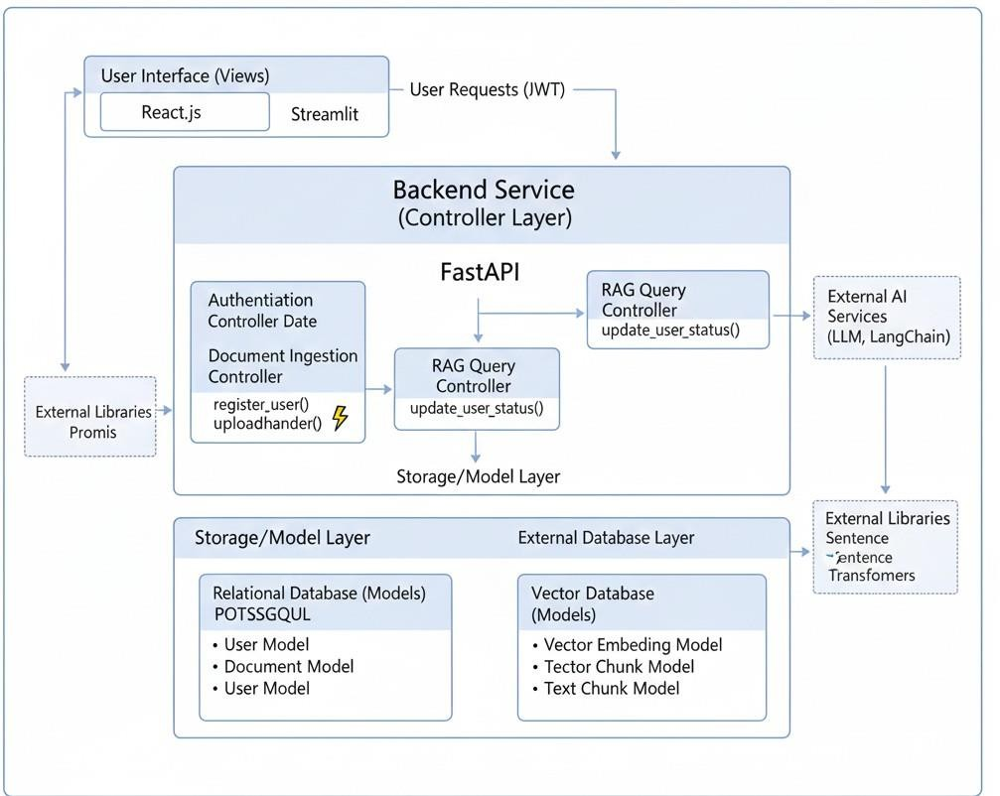 User Interface (Views)
React.js
Streamlit
User Requests (JWT)
Backend Service
(Controller Layer)
FastAPI
Authentiation
Controller Date
Document Ingestion
Controller
register_user()
uploadhander()
RAG Query
Controller
update_user_status()
RAG Query
Controller
update_user_status()
Storage/Model Layer
External AI
Services
(LLM, LangChain)
External Libraries
Promis
Storage/Model Layer
External Database Layer
Relational Database (Models)
POTSSGQUL
• User Model
• Document Model
• User Model
Vector Database
(Models)
• Vector Embeding Model
• Tector Chunk Model
• Text Chunk Model
External Libraries
Sentence
entence
Transfomers